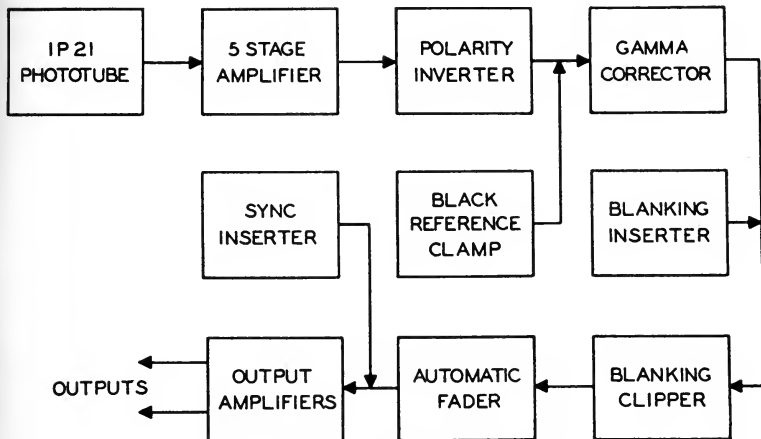 1P21
PHOTOTUBE
5 STAGE
AMPLIFIER
POLARITY
INVERTER
GAMMA
CORRECTOR
SYNC
INSERTER
BLACK
REFERENCE
CLAMP
BLANKING
INSERTER
OUTPUTS
OUTPUT
AMPLIFIERS
AUTOMATIC
FADER
BLANKING
CLIPPER